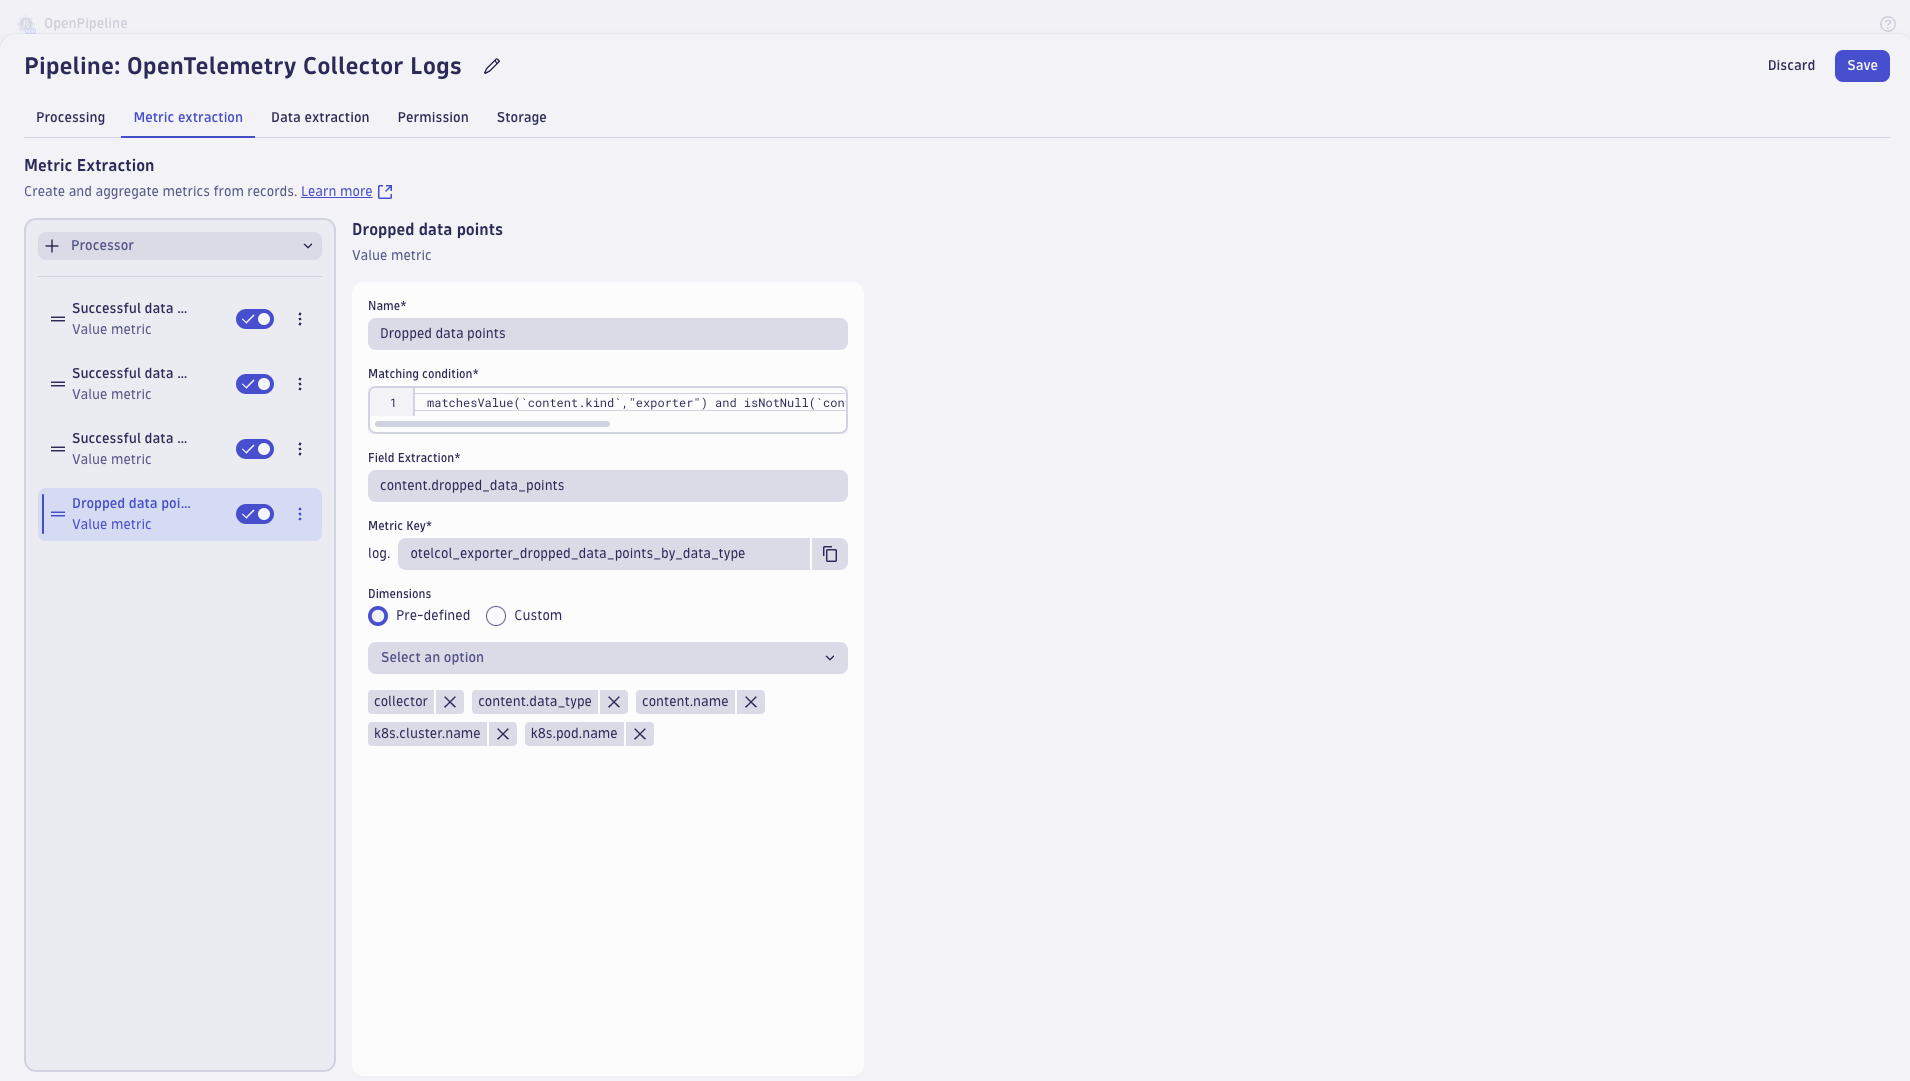 OpenPipeline
Pipeline: OpenTelemetry Collector Logs
Discard
Save
Processing
Metric extraction
Data extraction
Permission
Storage
Metric Extraction
Create and aggregate metrics from records. Learn more
Processor
Successful data ...
Value metric
Successful data ...
Value metric
Successful data ...
Value metric
Dropped data poi...
Value metric
Dropped data points
Value metric
Name*
Dropped data points
Matching condition*
1 matchesValue(`content.kind`,"exporter") and isNotNull(`con
Field Extraction*
content.dropped_data_points
Metric Key*
log. otelcol_exporter_dropped_data_points_by_data_type
Dimensions
Pre-defined Custom
Select an option
collector content.data_type content.name
k8s.cluster.name k8s.pod.name